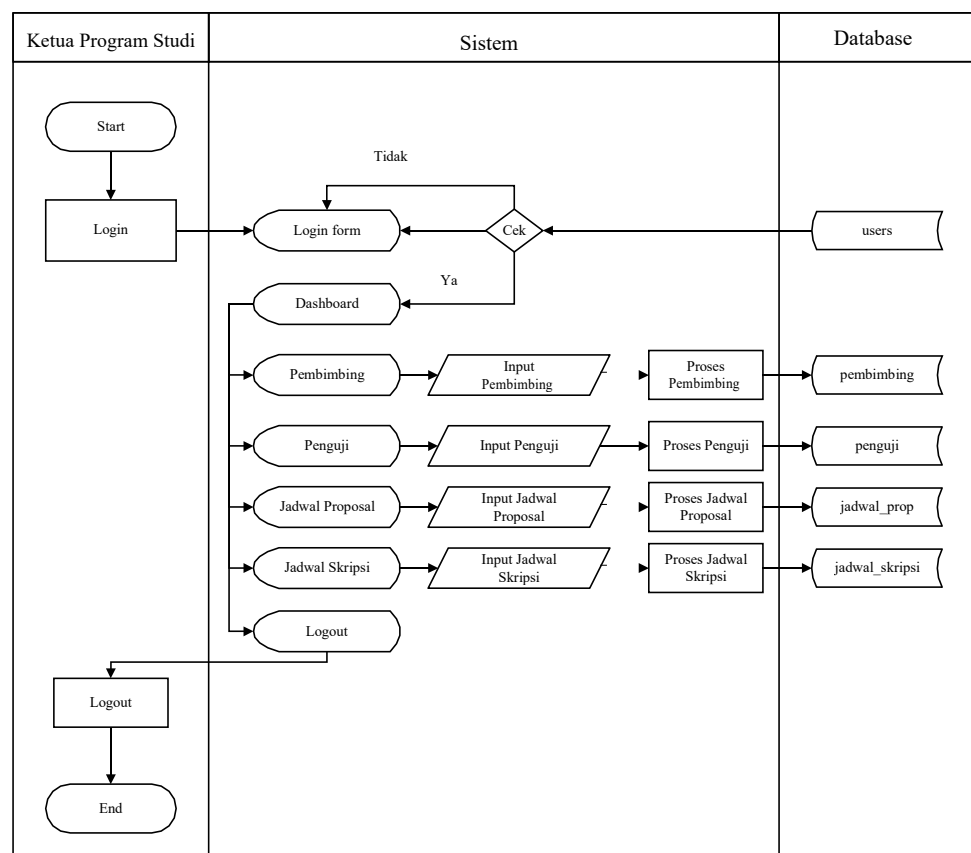 Ketua Program Studi
Sistem
Database
Start
Tidak
Login
Login form
Cek
users
Ya
Dashboard
Pembimbing
Input
Pembimbing
Proses
Pembimbing
pembimbing
Penguji
Input Penguji
Proses Penguji
penguji
Jadwal Proposal
Input Jadwal
Proposal
Proses Jadwal
Proposal
jadwal_prop
Jadwal Skripsi
Input Jadwal
Skripsi
Proses Jadwal
Skripsi
jadwal_skripsi
Logout
Logout
End